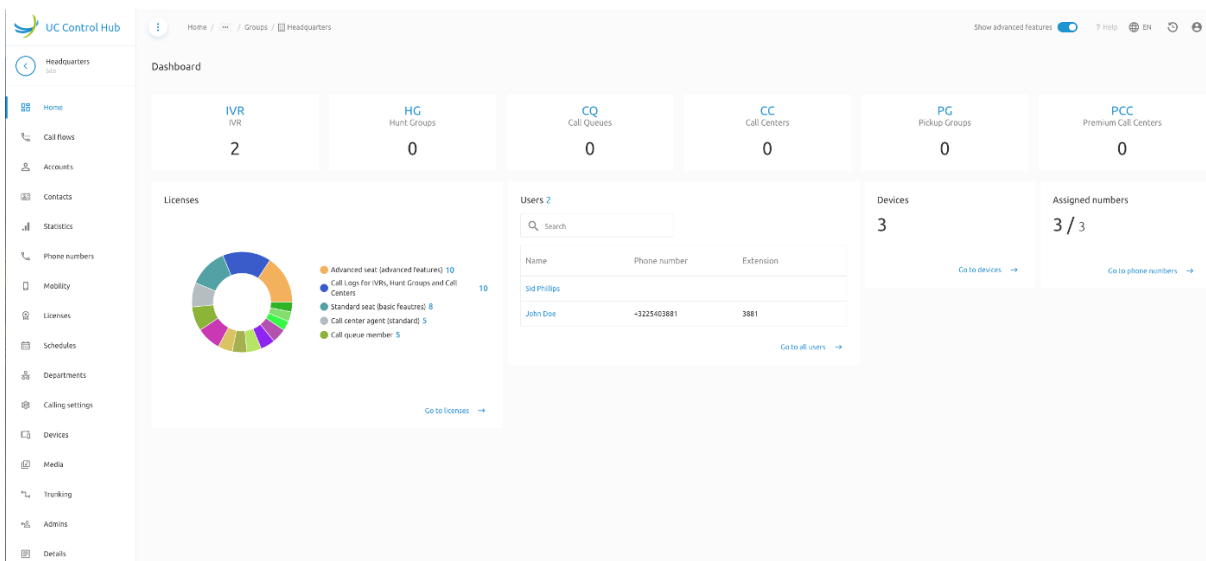 UC Control Hub
Home / ... / Groups / Headquarters
Show advanced features
? Help
EN
Headquarters
Site
Home
Call flows
Accounts
Contacts
Statistics
Phone numbers
Mobility
Licenses
Schedules
Departments
Calling settings
Devices
Media
Trunking
Admins
Details
Dashboard
IVR
IVR
2
HG
Hunt Groups
0
CQ
Call Queues
0
CC
Call Centers
0
PG
Pickup Groups
0
PCC
Premium Call Centers
0
Licenses
Advanced seat (advanced features) 10
Call Logs for IVRs, Hunt Groups and Call
Centers 10
Standard seat (basic feautres) 8
Call center agent (standard) 5
Call queue member 5
Go to licenses →
Users 2
Search
Name Phone number Extension
Sid Phillips
John Doe +3225403881 3881
Go to all users →
Devices
3
Go to devices →
Assigned numbers
3 / 3
Go to phone numbers →